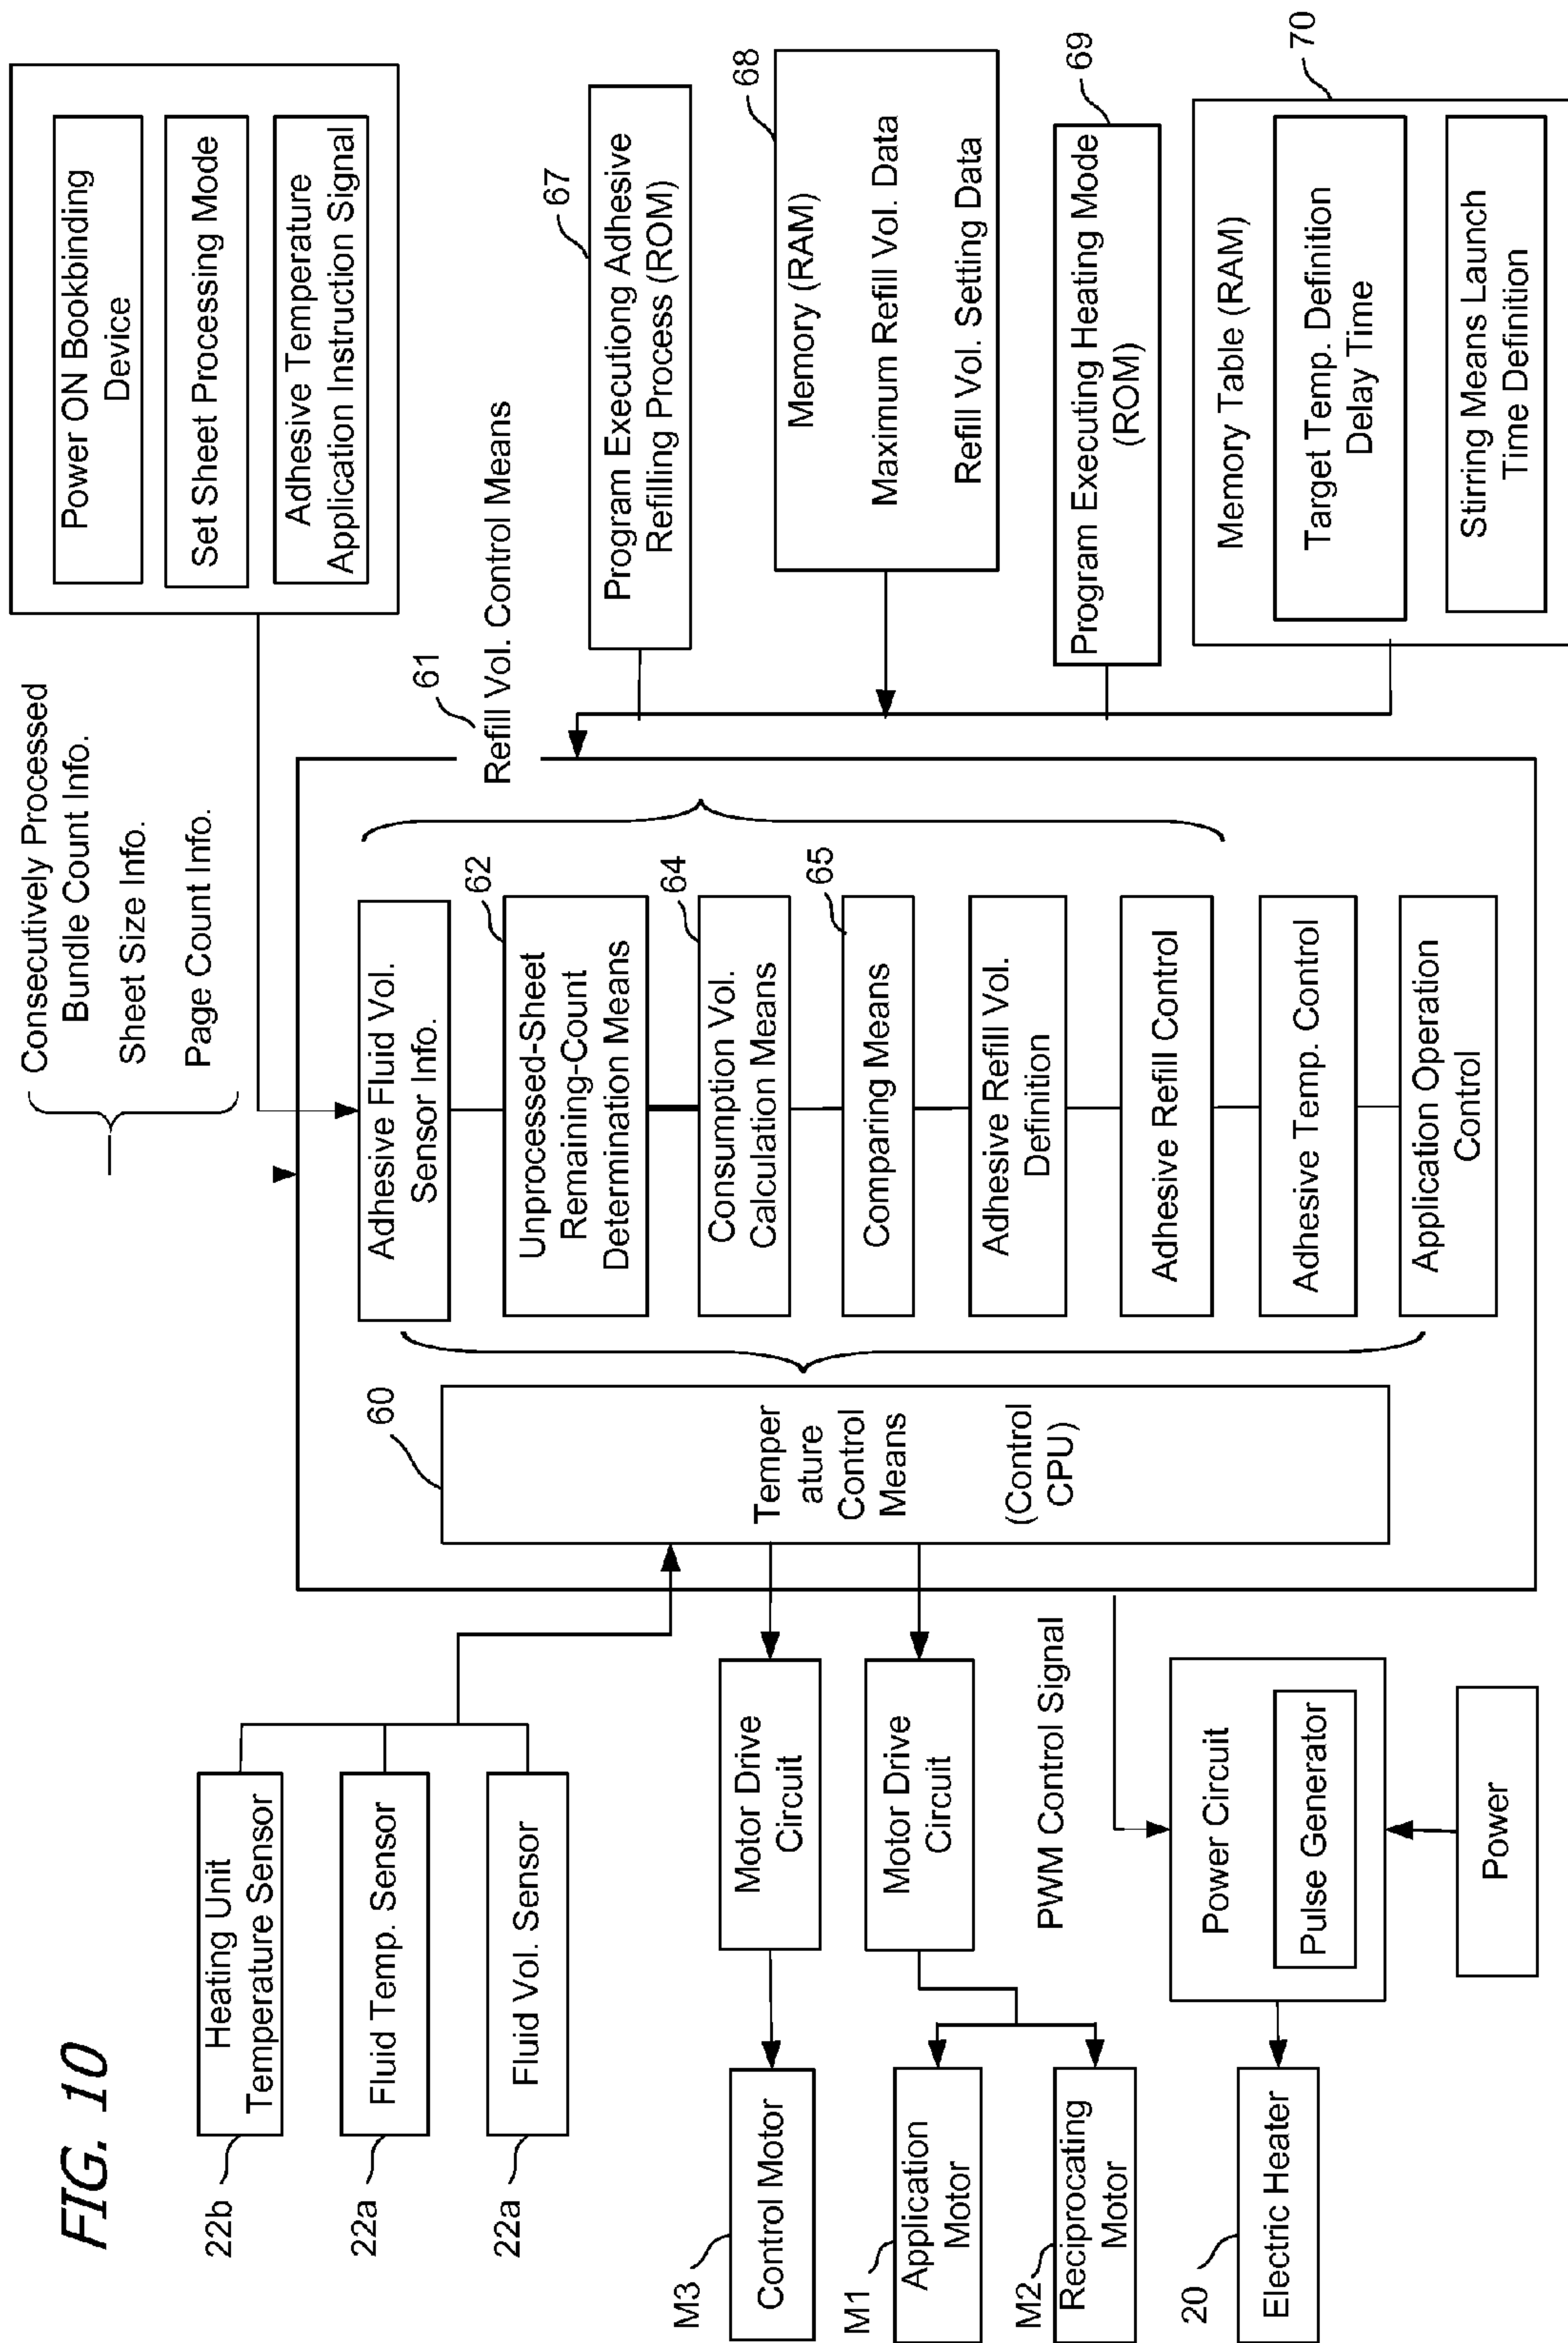 FIG. 10
22b
Heating Unit
Temperature Sensor
22a
Fluid Temp. Sensor
22a
Fluid Vol. Sensor
M3
Control Motor
M1
Application
Motor
M2
Reciprocating
Motor
20
Electric Heater
Motor Drive
Circuit
Motor Drive
Circuit
PWM Control Signal
Power Circuit
Pulse Generator
Power
60
Temper
ature
Control
Means
(Control
CPU)
Consecutively Processed
Bundle Count Info.
Sheet Size Info.
Page Count Info.
Adhesive Fluid Vol.
Sensor Info.
62
Unprocessed-Sheet
Remaining-Count
Determination Means
64
Consumption Vol.
Calculation Means
65
Comparing Means
Adhesive Refill Vol.
Definition
Adhesive Refill Control
Adhesive Temp. Control
Application Operation
Control
61
Refill Vol. Control Means
Power ON Bookbinding
Device
Set Sheet Processing Mode
Adhesive Temperature
Application Instruction Signal
67
Program Executiong Adhesive
Refilling Process (ROM)
68
Memory (RAM)
Maximum Refill Vol. Data
Refill Vol. Setting Data
69
Program Executing Heating Mode
(ROM)
70
Memory Table (RAM)
Target Temp. Definition
Delay Time
Stirring Means Launch
Time Definition